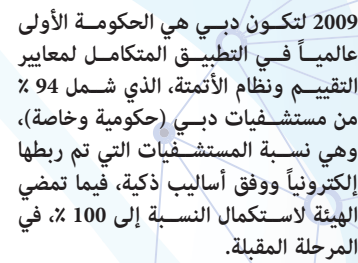 2009 لتكون دبي هي الحكومة الأولى
عالمياً في التطبيق المتكامل لمعايير
التقييم ونظام الأتمتة، الذي شمل 94 ٪
من مستشفيات دبي (حكومية وخاصة)،
وهي نسبة المستشفيات التي تم ربطها
إلكترونياً ووفق أساليب ذكية، فيما تمضي
الهيئة لاستكمال النسبة إلى 100 ٪، في
المرحلة المقبلة.